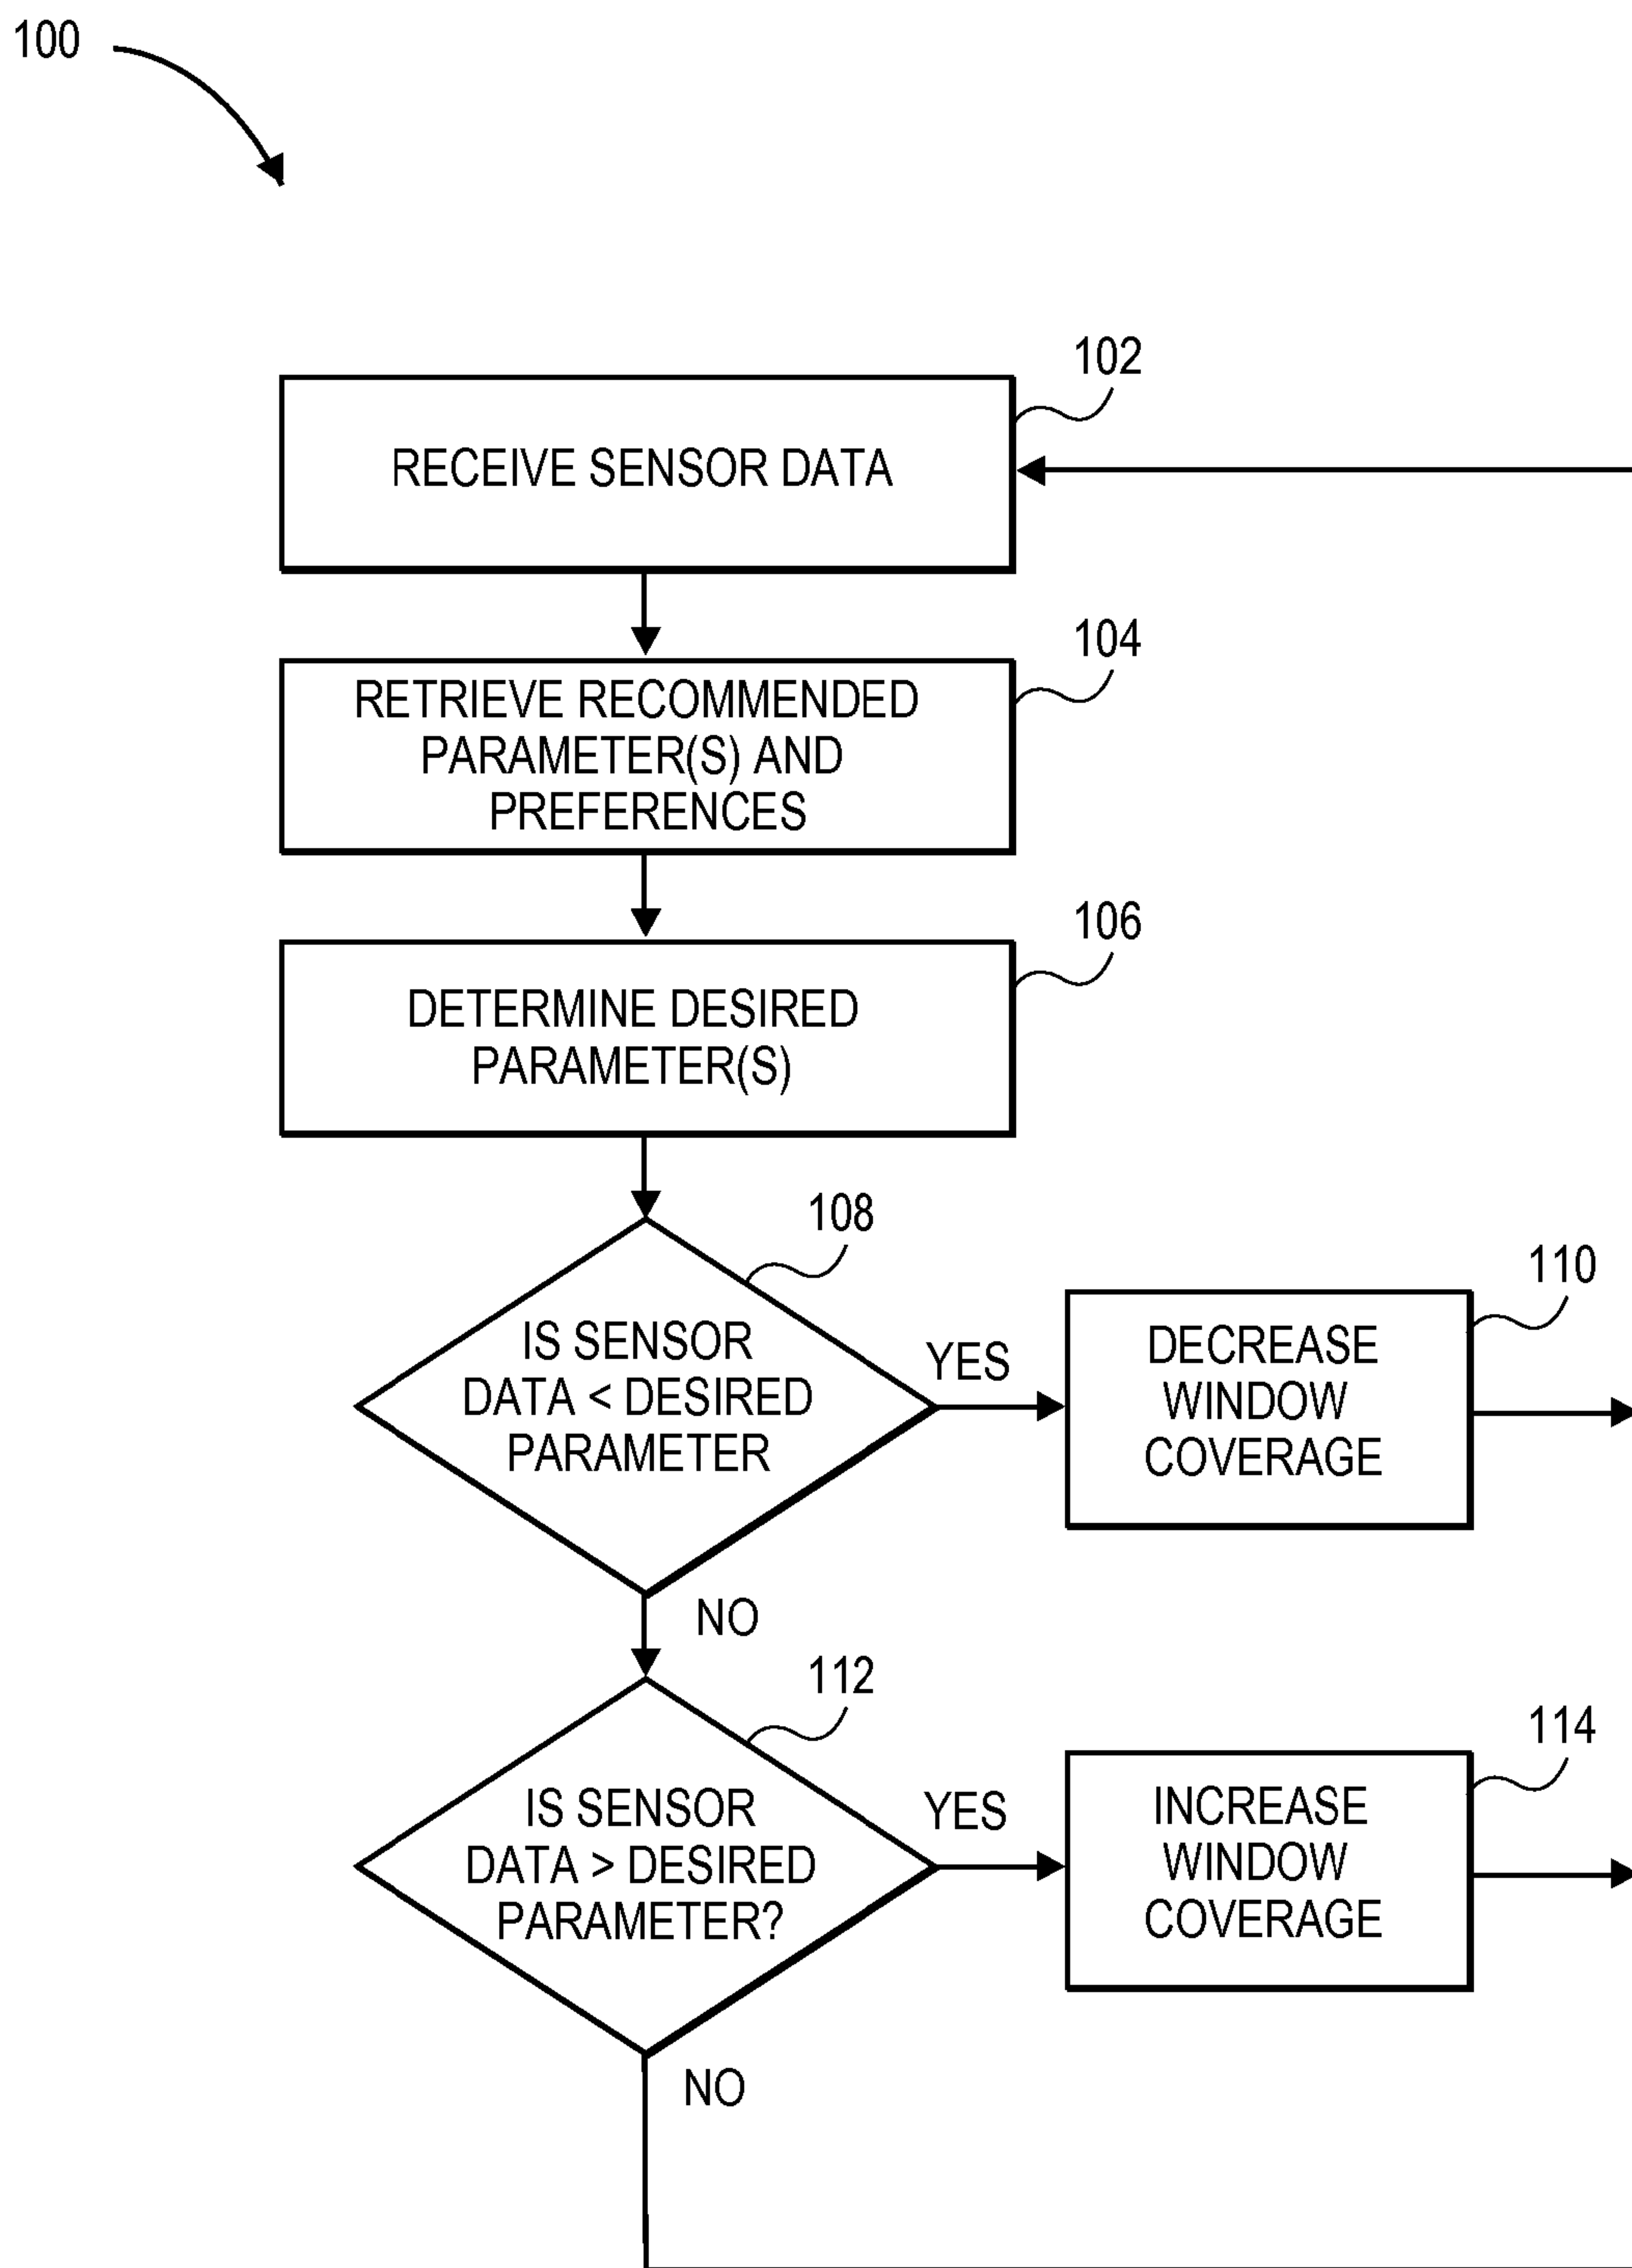 100
102
RECEIVE SENSOR DATA
104
RETRIEVE RECOMMENDED
PARAMETER(S) AND
PREFERENCES
106
DETERMINE DESIRED
PARAMETER(S)
108
IS SENSOR
DATA < DESIRED
PARAMETER
YES
110
DECREASE
WINDOW
COVERAGE
NO
112
IS SENSOR
DATA > DESIRED
PARAMETER?
YES
114
INCREASE
WINDOW
COVERAGE
NO